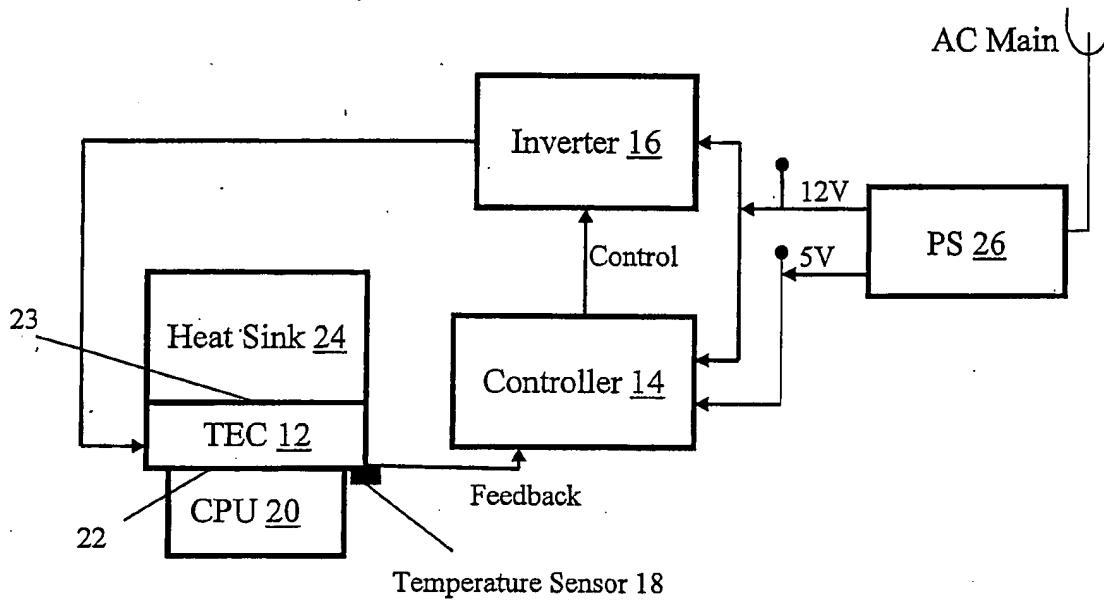 AC Main
Inverter 16
12V
PS 26
Control
5V
23
Heat Sink 24
Controller 14
TEC 12
Feedback
CPU 20
22
Temperature Sensor 18